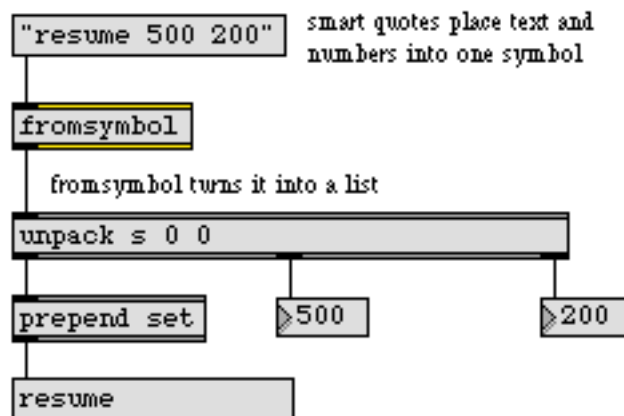 "resume 500 200"
smart quotes place text and
numbers into one symbol
fromsymbol
fromsymbol turns it into a list
unpack s 0 0
prepend set
500
200
resume